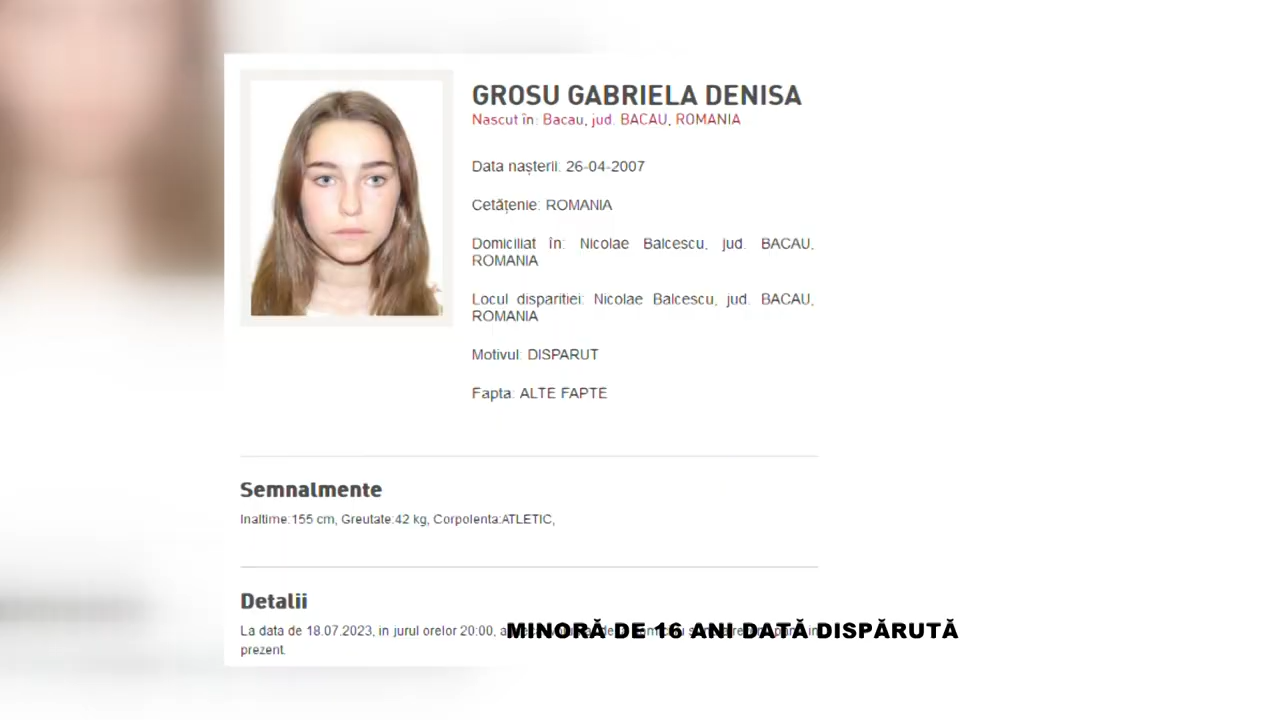 GROSU GABRIELA DENISA
Nascut în: Bacau, jud. BACAU, ROMANIA
Data nașterii: 26-04-2007
Cetățenie: ROMANIA
Domiciliat în: Nicolae Balcescu, jud. BACAU,
ROMANIA
Locul disparitiei: Nicolae Balcescu, jud. BACAU,
ROMANIA
Motivul: DISPARUT
Fapta: ALTE FAPTE
Semnalmente
Inaltime:155 cm, Greutate:42 kg, Corpolenta:ATLETIC,
Detalii
La data de 18.07.2023, in jurul orelor 20:00,
MINORĂ DE 16 ANI DATĂ DISPĂRUTĂ
prezent.